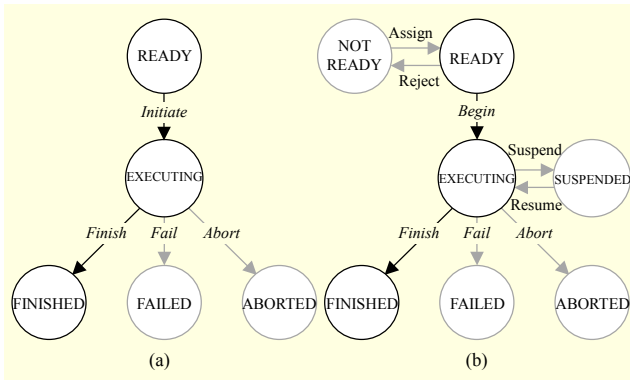 READY
Initiate
EXECUTING
Finish
Fail
Abort
FINISHED
FAILED
ABORTED
(a)
NOT
READY
Assign
Reject
READY
Begin
EXECUTING
Suspend
Resume
SUSPENDED
Finish
Fail
Abort
FINISHED
FAILED
ABORTED
(b)